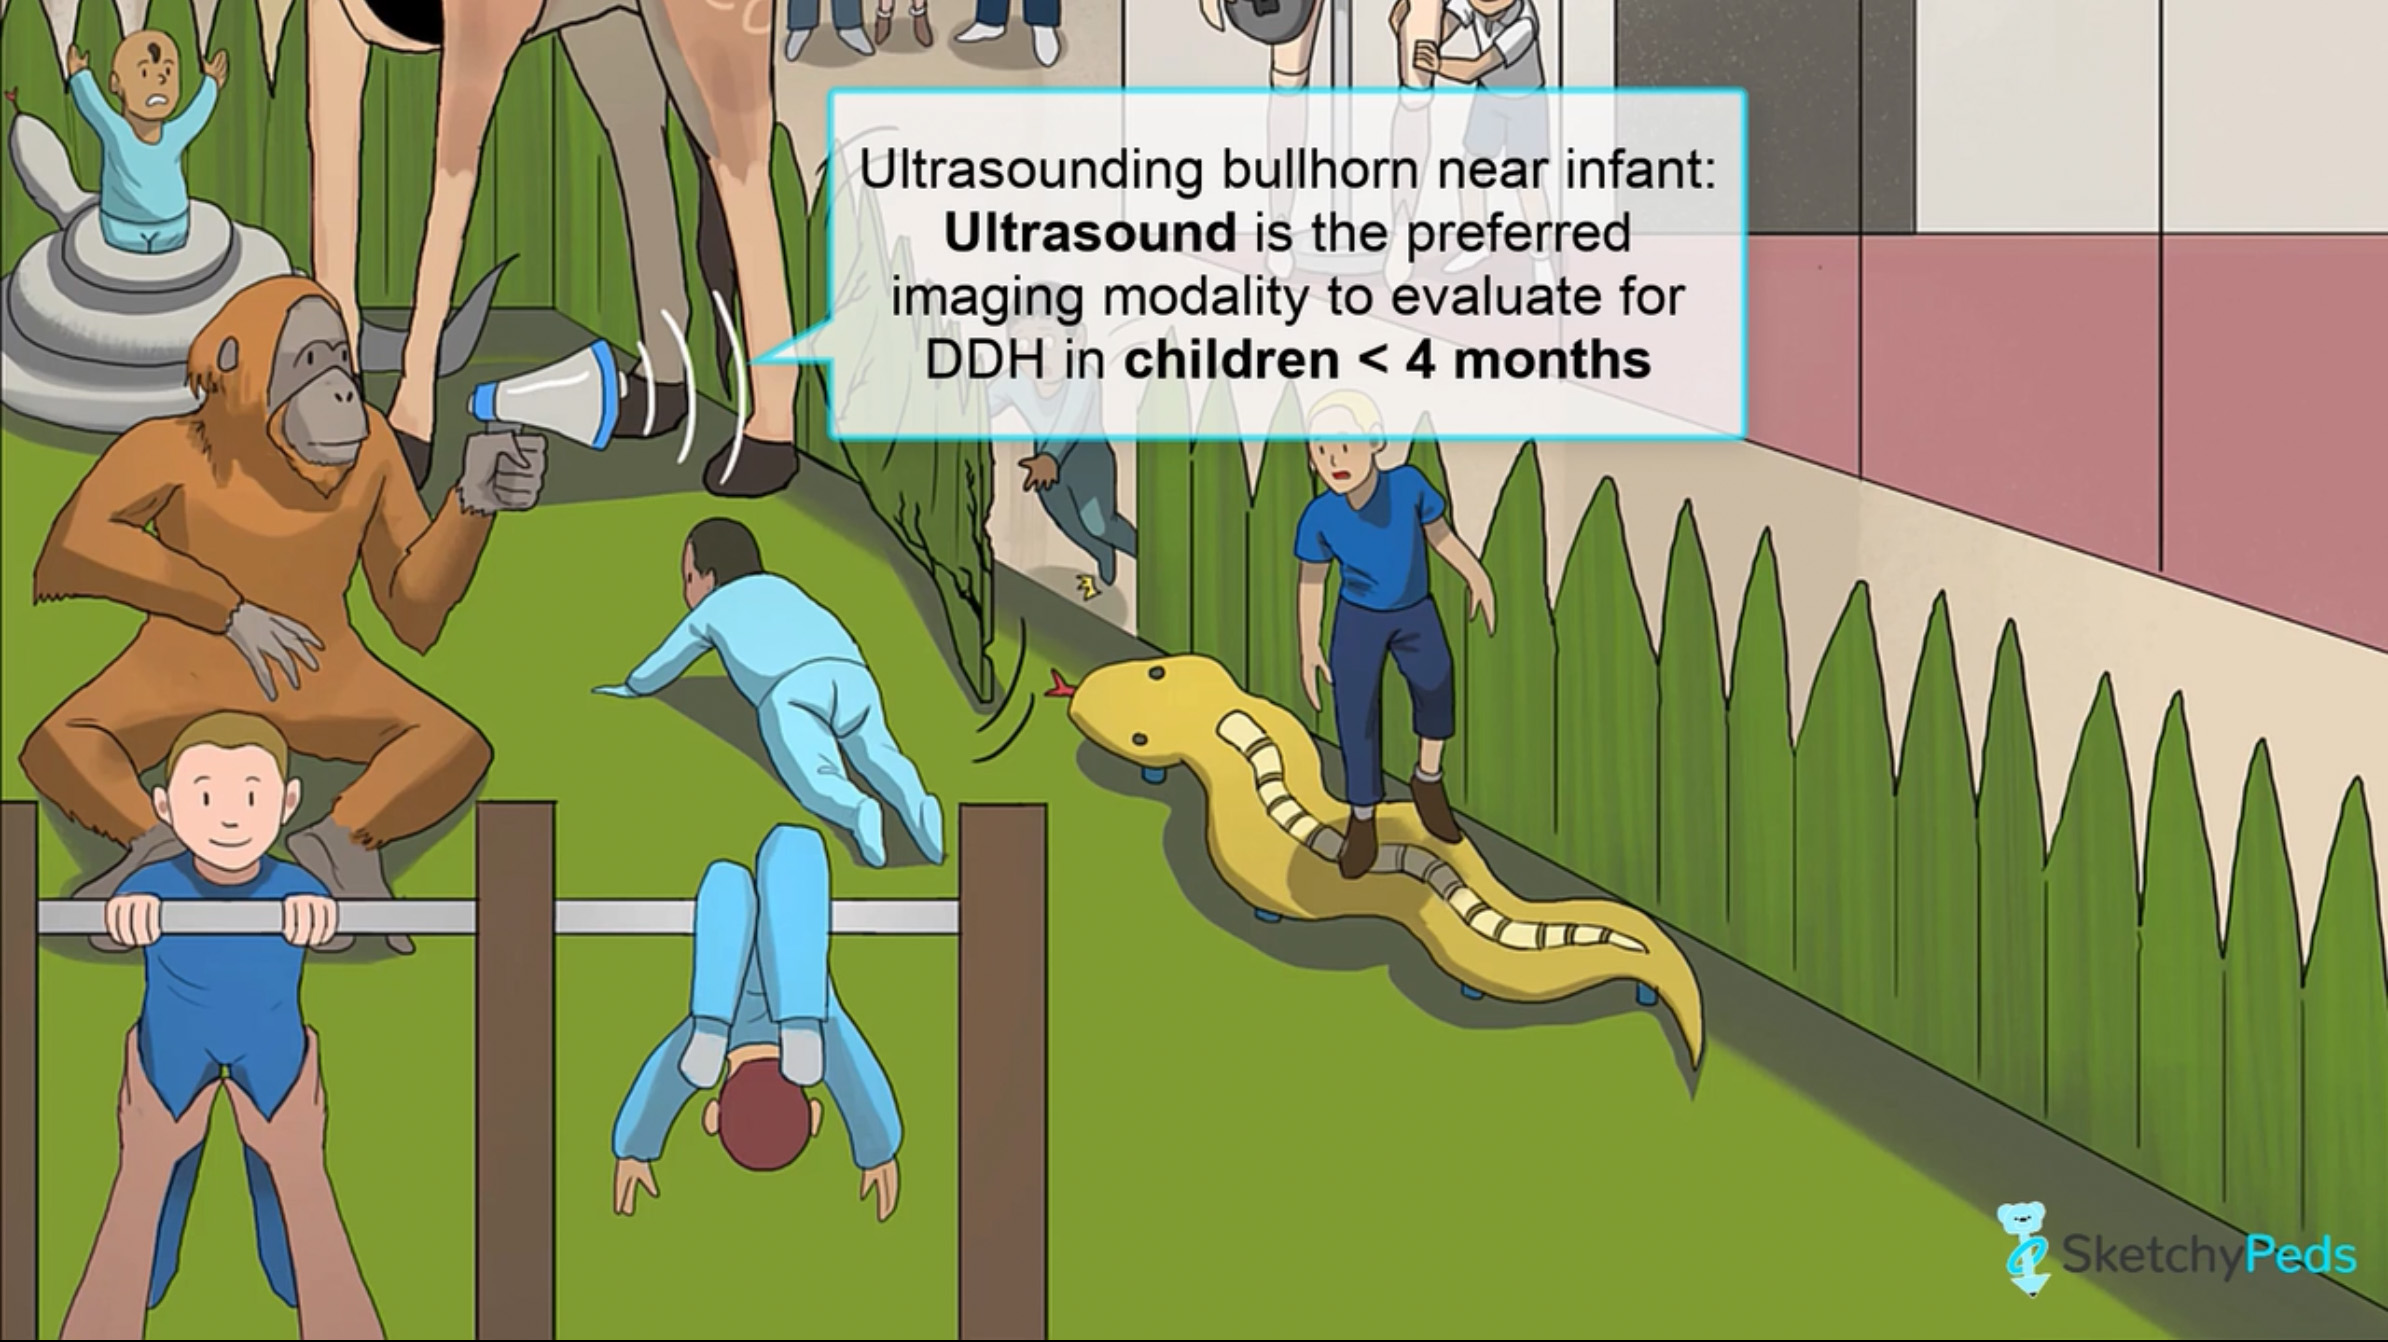 Ultrasounding bullhorn near infant:
Ultrasound is the preferred
imaging modality to evaluate for
DDH in children < 4 months
SketchyPeds